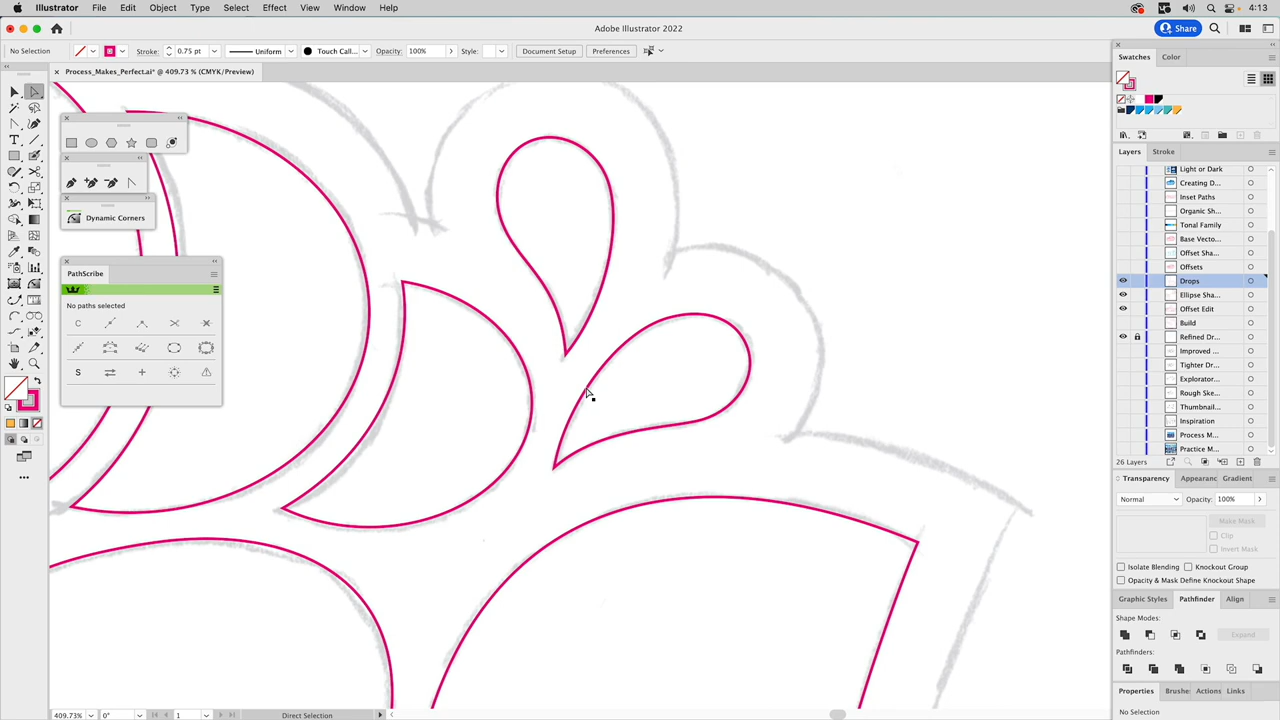 Illustrator File Edit Object Type Select Effect View Window Help 4:13
Adobe Illustrator 2022
Share
No Selection Stroke: 0.75 pt Uniform Touch Call... Opacity: 100% Style: Document Setup Preferences
× Process_Makes_Perfect.ai* @ 409.73 % (CMYK/Preview)
Swatches Color
Dynamic Corners
PathScribe
No paths selected
C
S
Layers Stroke
Light or Dark
Creating D...
Inset Paths
Organic Sh...
Tonal Family
Base Vecto...
Offset Sha...
Offsets
Drops
Ellipse Sha...
Offset Edit
Build
Refined Dr...
Improved ...
Tighter Dr...
Explorator...
Rough Ske...
Thumbnail...
Inspiration
Process M...
Practice M...
26 Layers
Transparency Appearanc Gradient
Normal Opacity: 100%
Make Mask
Clip
Invert Mask
Isolate Blending Knockout Group
Opacity & Mask Define Knockout Shape
Graphic Styles Pathfinder Align
Shape Modes:
Expand
Pathfinders:
Properties Brushe Actions Links
No Selection
409.73% 0° 1 Direct Selection